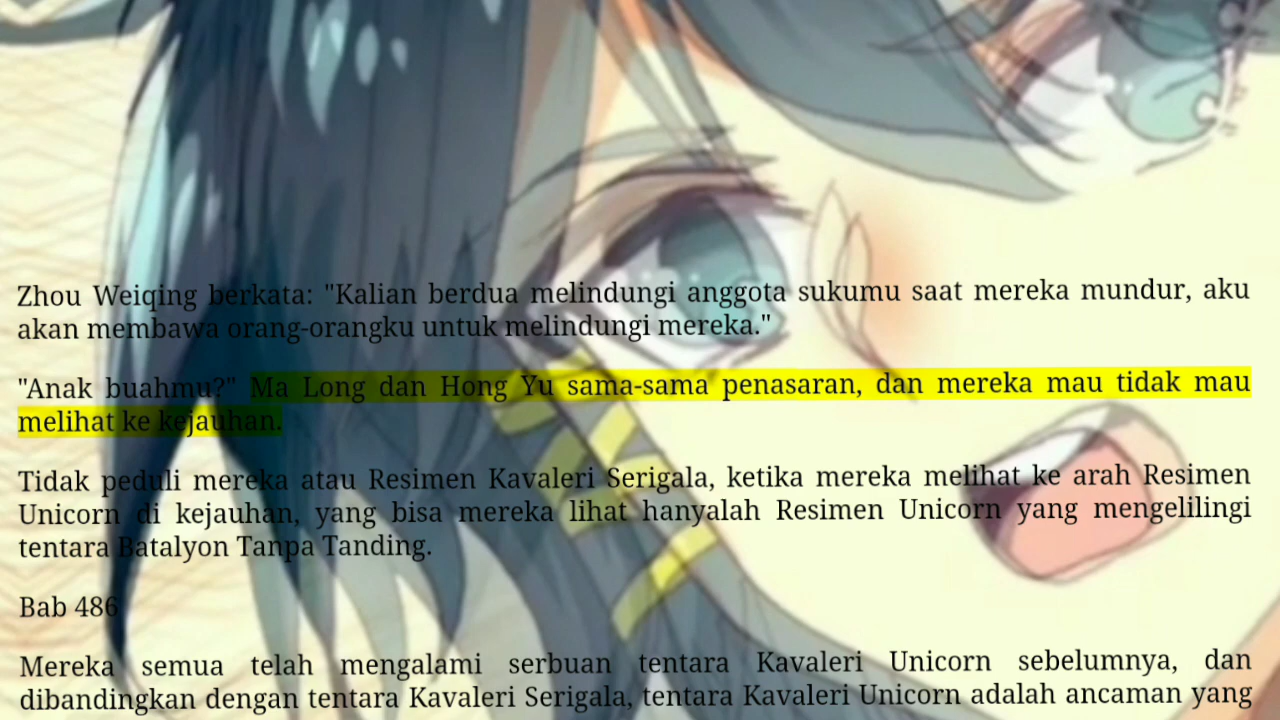 Zhou Weiqing berkata: "Kalian berdua melindungi anggota sukumu saat mereka mundur, aku
akan membawa orang-orangku untuk melindungi mereka."
"Anak buahmu?" Ma Long dan Hong Yu sama-sama penasaran, dan mereka mau tidak mau
melihat ke kejauhan.
Tidak peduli mereka atau Resimen Kavaleri Serigala, ketika mereka melihat ke arah Resimen
Unicorn di kejauhan, yang bisa mereka lihat hanyalah Resimen Unicorn yang mengelilingi
tentara Batalyon Tanpa Tanding.
Bab 486
Mereka semua telah mengalami serbuan tentara Kavaleri Unicorn sebelumnya, dan
dibandingkan dengan tentara Kavaleri Serigala, tentara Kavaleri Unicorn adalah ancaman yang